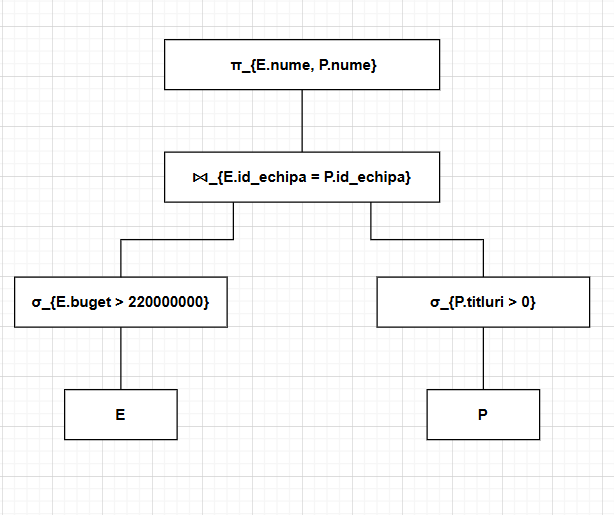 π_{E.nume, P.nume}
⋈_{E.id_echipa = P.id_echipa}
σ_{E.buget > 220000000}
σ_{P.titluri > 0}
E
P